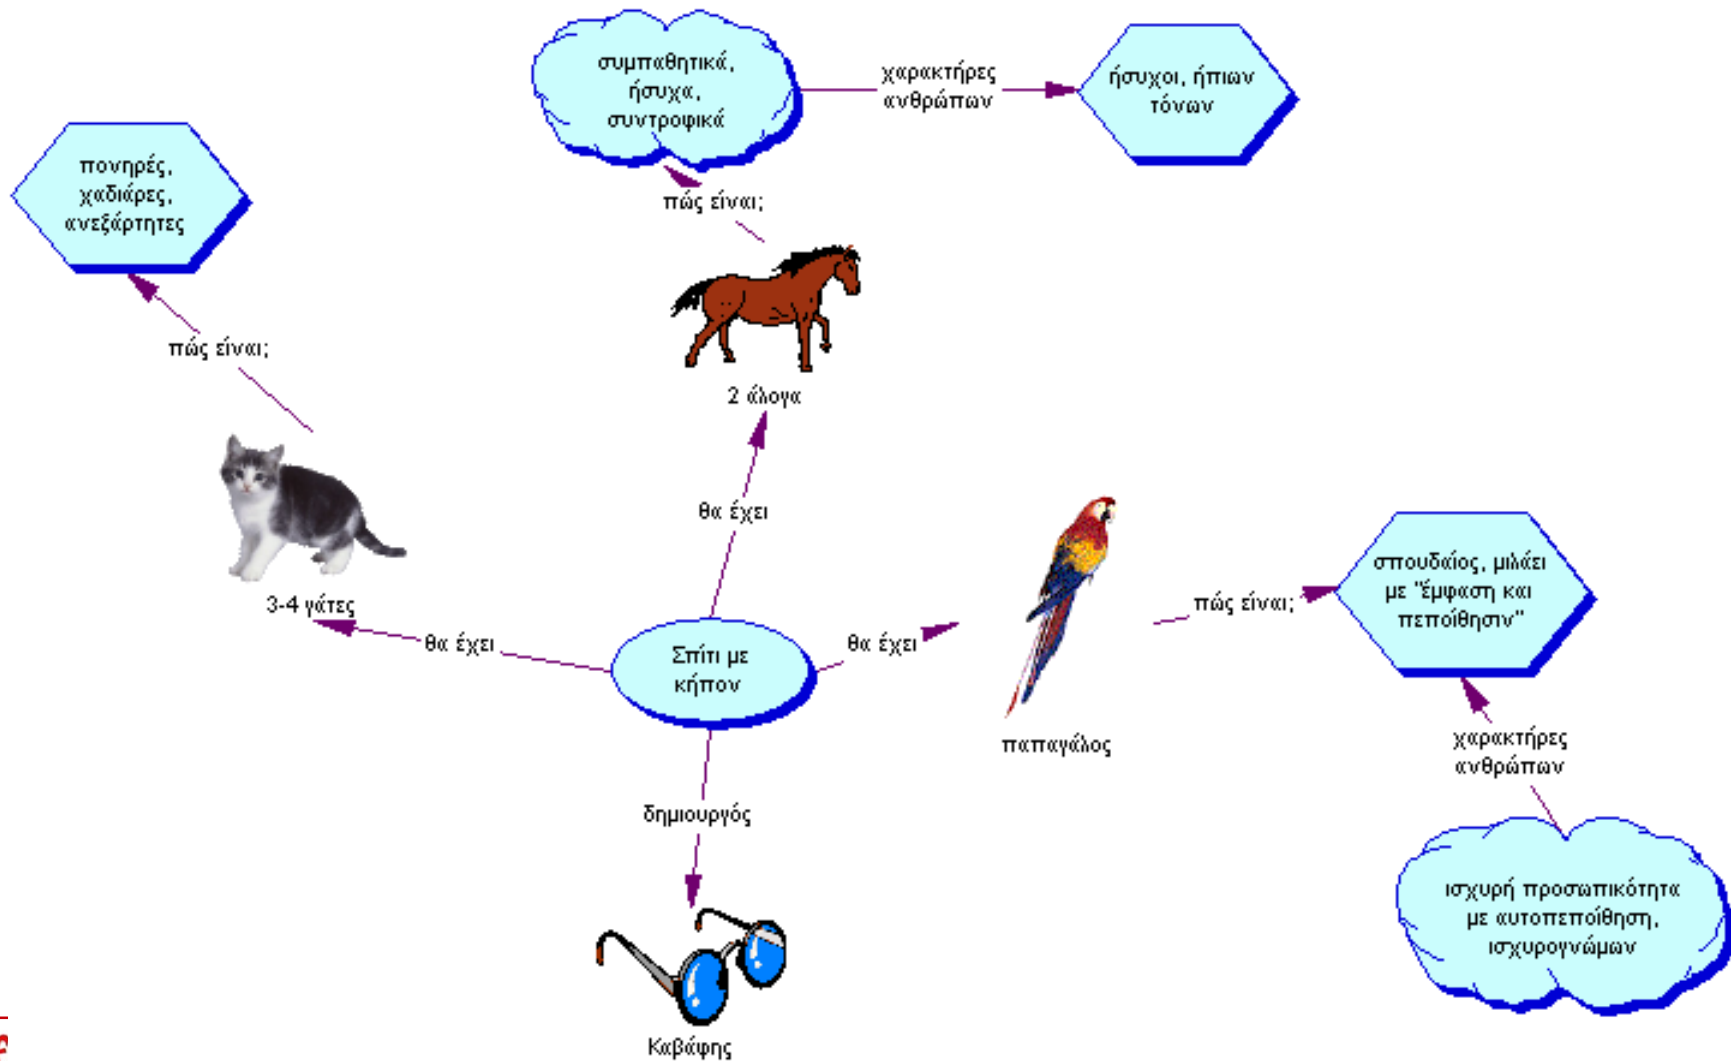 συμπαθητικά,
ήσυχα,
συντροφικά
χαρακτήρες
ανθρώπων
ήσυχοι, ήπιων
τόνων
πονηρές,
χαδιάρες,
ανεξάρτητες
πώς είναι;
πώς είναι;
2 άλογα
θα έχει
3-4 γάτες
θα έχει
Σπίτι με
κήπον
θα έχει
παπαγάλος
πώς είναι;
σπουδαίος, μιλάει
με "έμφαση και
πεποίθησιν"
χαρακτήρες
ανθρώπων
ισχυρή προσωπικότητα
με αυτοπεποίθηση,
ισχυρογνώμων
δημιουργός
Καβάφης